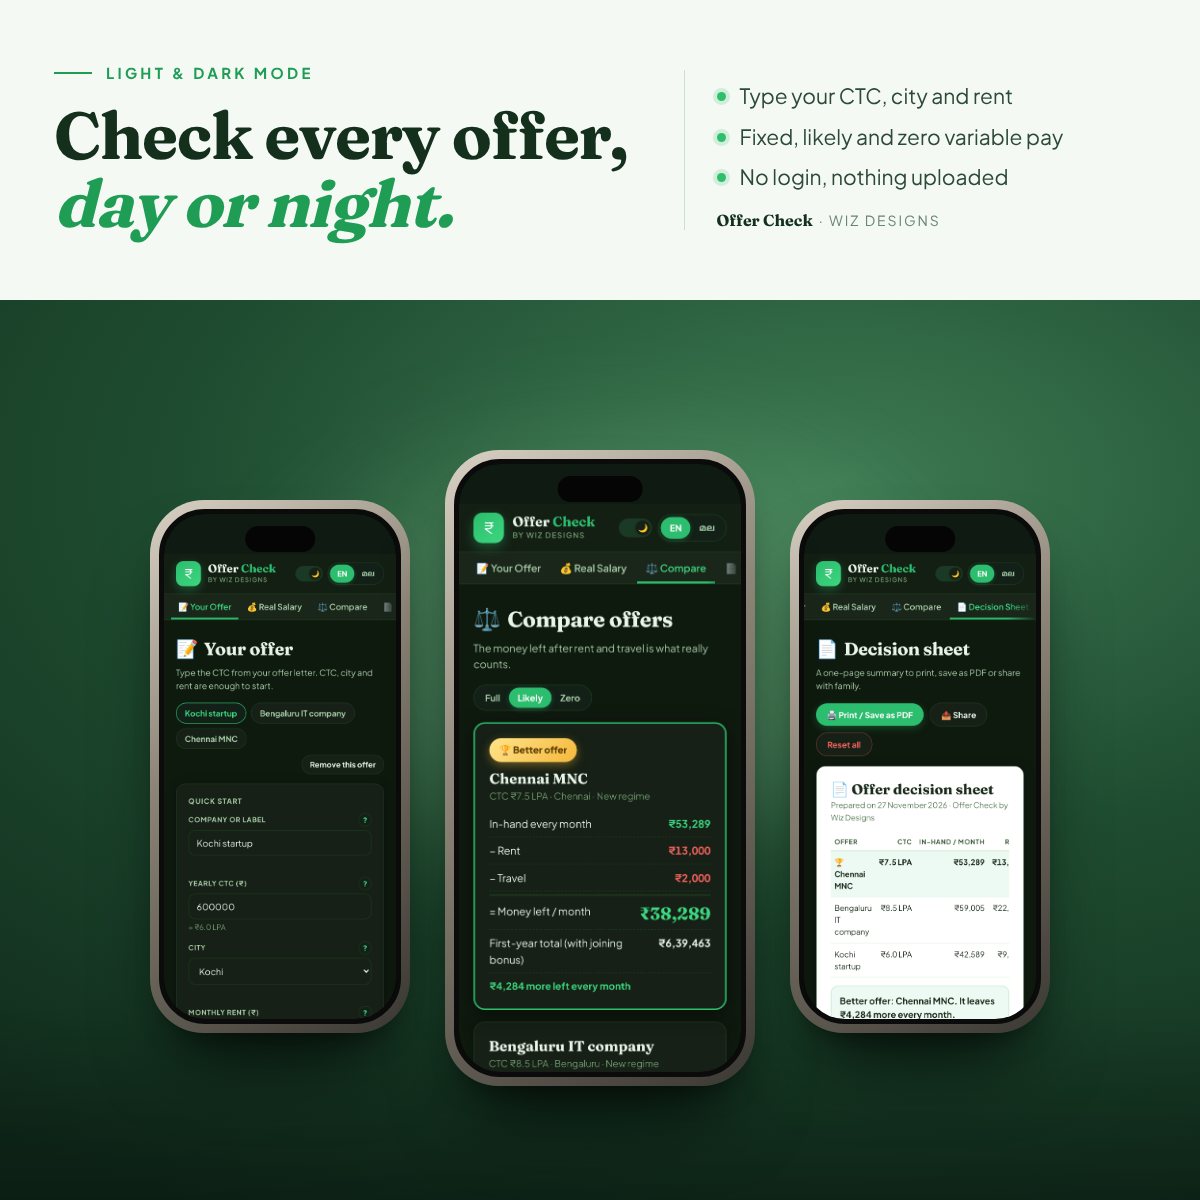 LIGHT & DARK MODE
Check every offer,
day or night.
Type your CTC, city and rent
Fixed, likely and zero variable pay
No login, nothing uploaded
Offer Check · WIZ DESIGNS
₹
Offer Check
BY WIZ DESIGNS
EN
മല
Your Offer
Real Salary
Compare
Your offer
Type the CTC from your offer letter. CTC, city and
rent are enough to start.
Kochi startup
Bengaluru IT company
Chennai MNC
Remove this offer
QUICK START
COMPANY OR LABEL
?
Kochi startup
YEARLY CTC (₹)
?
600000
= ₹6.0 LPA
CITY
?
Kochi
MONTHLY RENT (₹)
?
₹
Offer Check
BY WIZ DESIGNS
EN
മല
Your Offer
Real Salary
Compare
Compare offers
The money left after rent and travel is what really
counts.
Full
Likely
Zero
Better offer
Chennai MNC
CTC ₹7.5 LPA · Chennai · New regime
In-hand every month ₹53,289
– Rent ₹13,000
– Travel ₹2,000
= Money left / month ₹38,289
First-year total (with joining
bonus) ₹6,39,463
₹4,284 more left every month
Bengaluru IT company
CTC ₹8.5 LPA · Bengaluru · New regime
₹
Offer Check
BY WIZ DESIGNS
EN
മല
Real Salary
Compare
Decision Sheet
Decision sheet
A one-page summary to print, save as PDF or share
with family.
Print / Save as PDF
Share
Reset all
Offer decision sheet
Prepared on 27 November 2026 · Offer Check by
Wiz Designs
OFFER CTC IN-HAND / MONTH R
Chennai MNC ₹7.5 LPA ₹53,289 ₹13,
Bengaluru IT company ₹8.5 LPA ₹59,005 ₹22,
Kochi startup ₹6.0 LPA ₹42,589 ₹9,
Better offer: Chennai MNC. It leaves
₹4,284 more every month.